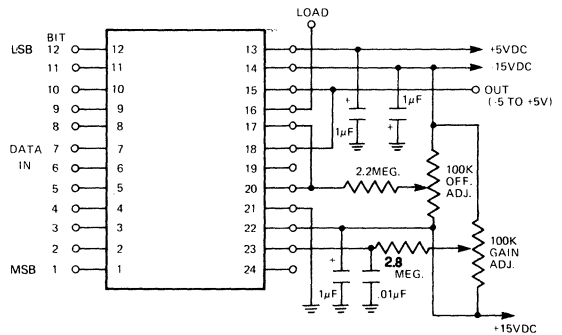 LOAD
BIT
LSB 12 12 13 +5VDC
11 11 14 -15VDC
10 10 15 OUT
(-5 TO +5V)
9 9 16 + 1μF
8 8 17 1μF +
DATA IN 7 7 18
6 6 19 2.2MEG. 100K OFF. ADJ.
5 5 20
4 4 21
3 3 22
2 2 23 2.8 MEG. 100K GAIN ADJ.
MSB 1 1 24 + 1μF .01μF
+15VDC